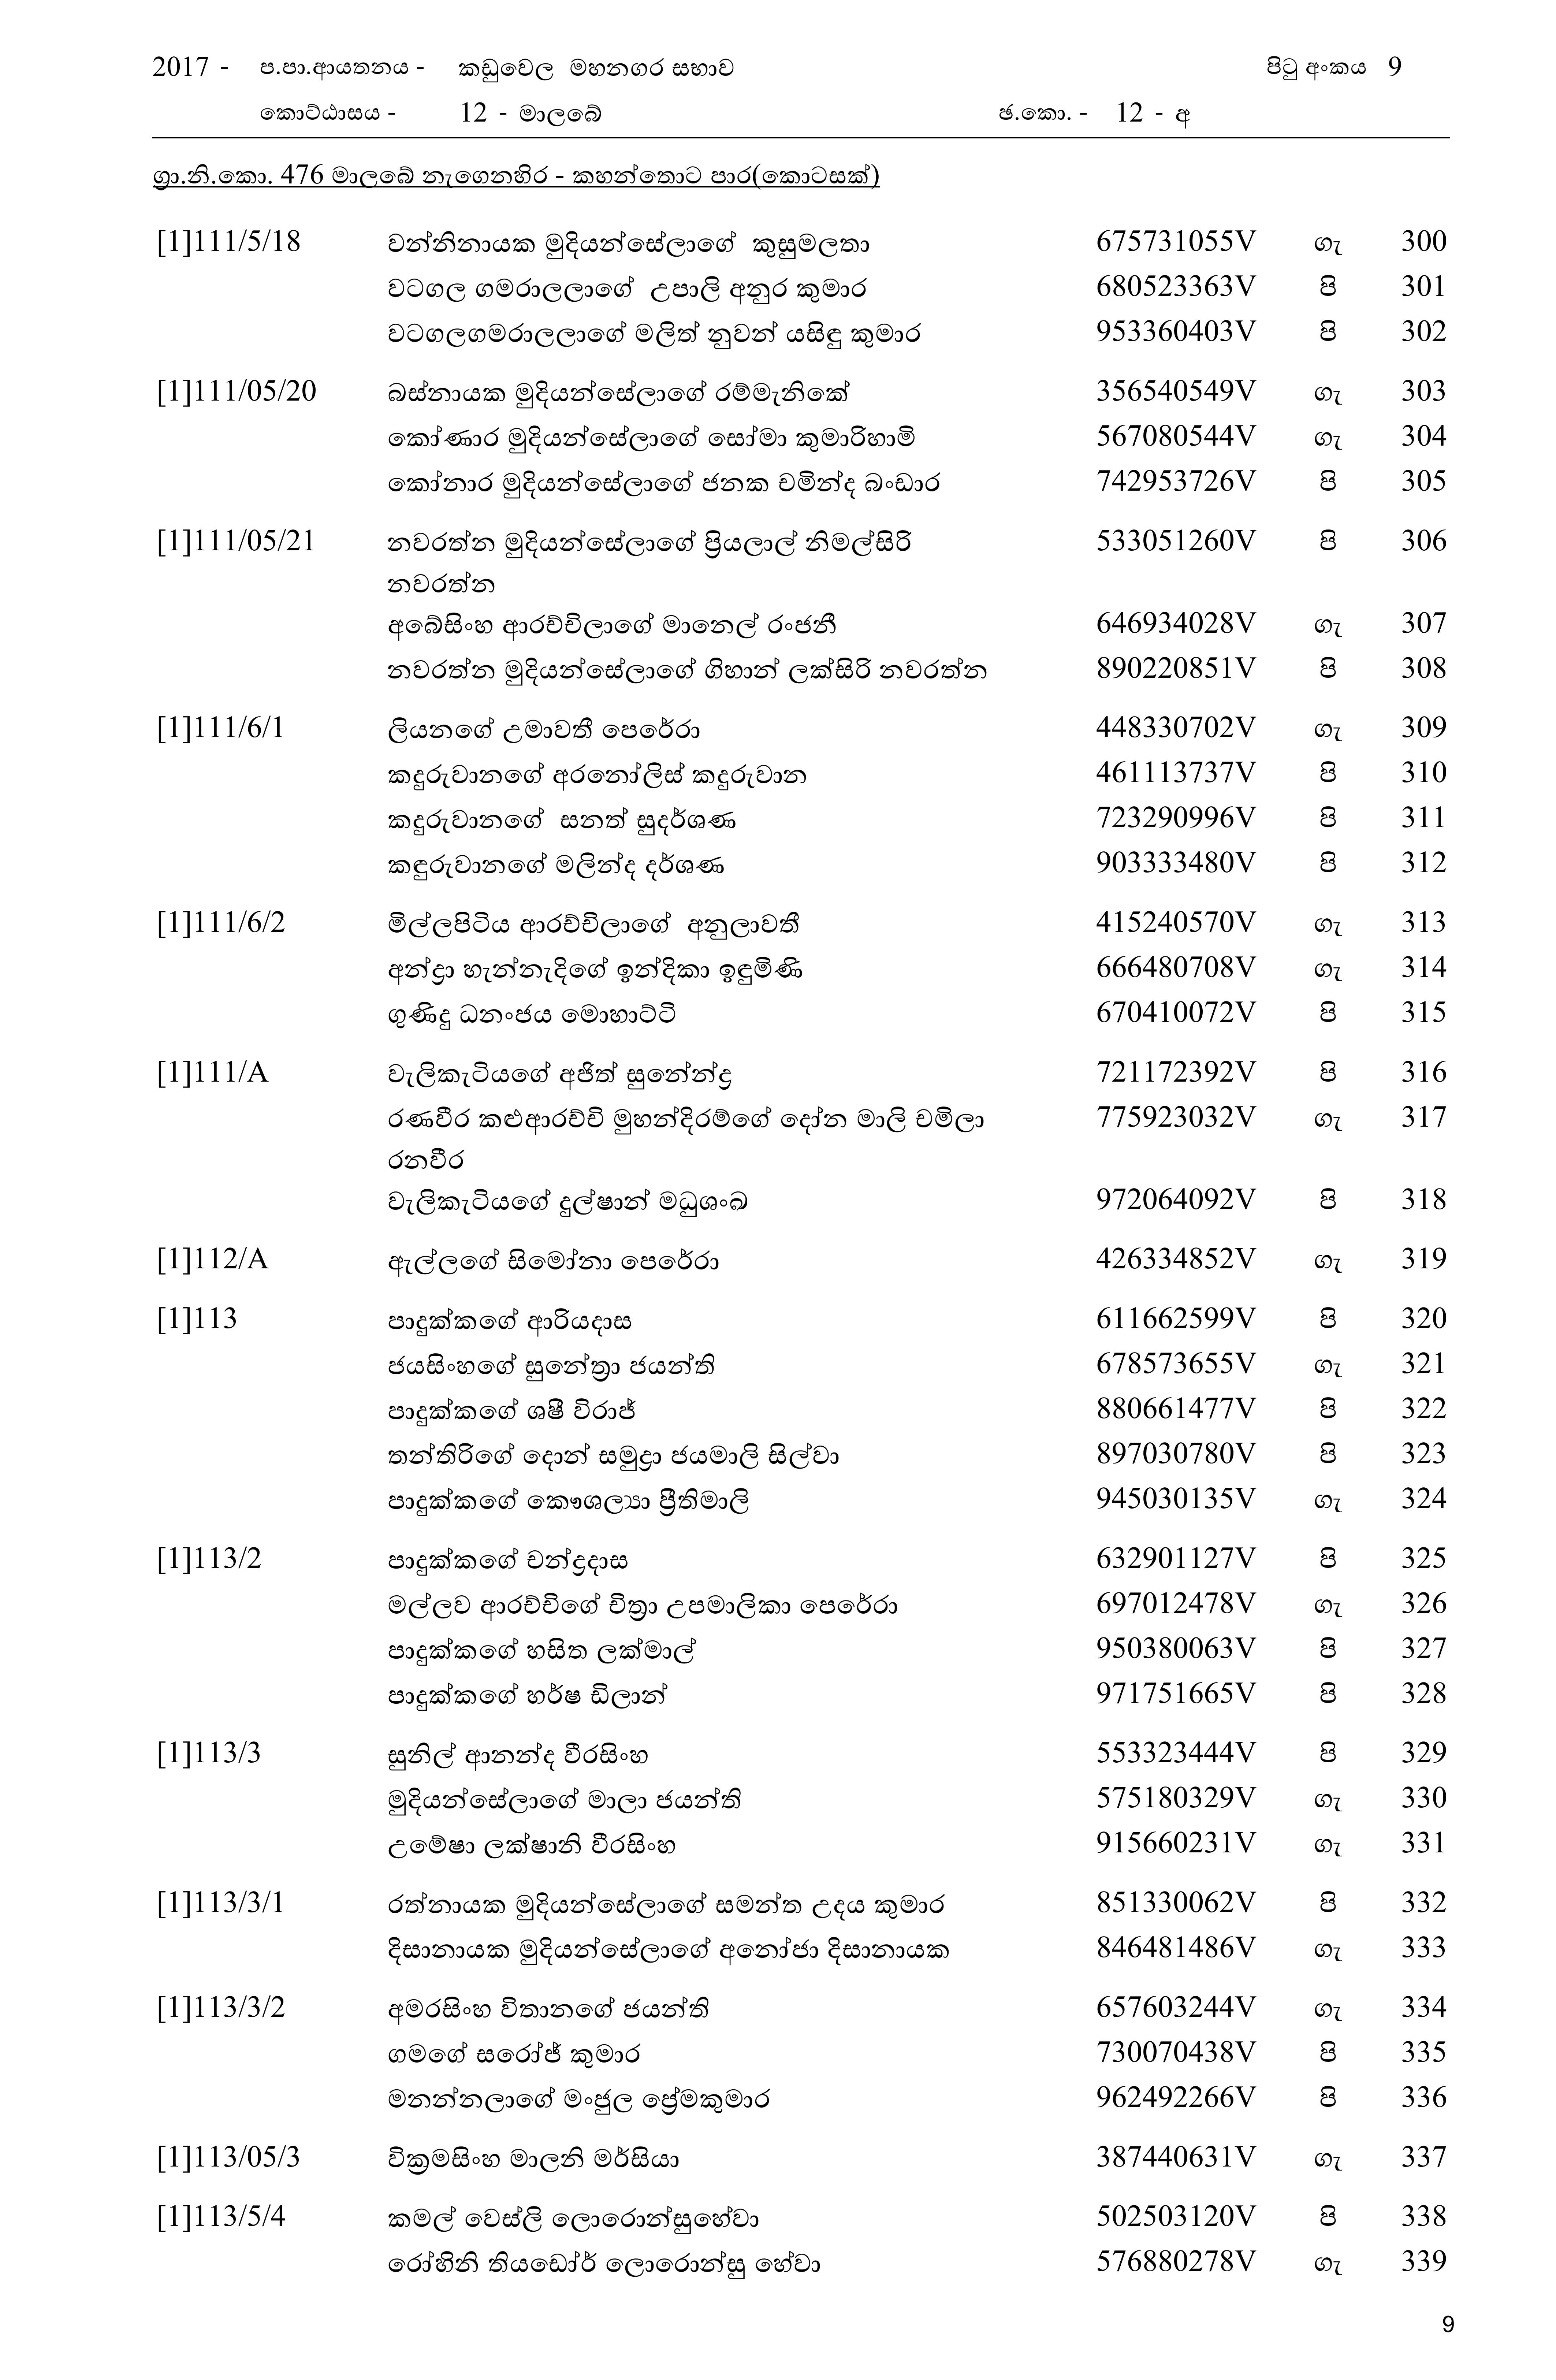 2017 - ප.පා.ආයතනය - කඩුවෙල මහනගර සභාව පිටු අංකය 9
කොට්ඨාසය - 12 - මාලබේ ඡ.කො. - 12 - අ
ග්‍රා.නි.කො. 476 මාලබේ නැගෙනහිර - කහන්තොට පාර(කොටසක්)
[1]111/5/18 වන්නිනායක මුදියන්සේලාගේ කුසුමලතා 675731055V ගැ 300
වටගල ගමරාලලාගේ උපාලි අනුර කුමාර 680523363V පි 301
වටගලගමරාලලාගේ මලිත් නුවන් යසිඳු කුමාර 953360403V පි 302
[1]111/05/20 බස්නායක මුදියන්සේලාගේ රම්මැනිකේ 356540549V ගැ 303
කෝණාර මුදියන්සේලාගේ සෝමා කුමාරිහාමි 567080544V ගැ 304
කෝනාර මුදියන්සේලාගේ ජනක චමින්ද බංඩාර 742953726V පි 305
[1]111/05/21 නවරත්න මුදියන්සේලාගේ ප්‍රියලාල් නිමල්සිරි 533051260V පි 306
නවරත්න
අබේසිංහ ආරච්චිලාගේ මානෙල් රංජනී 646934028V ගැ 307
නවරත්න මුදියන්සේලාගේ ගිහාන් ලක්සිරි නවරත්න 890220851V පි 308
[1]111/6/1 ලියනගේ උමාවතී පෙරේරා 448330702V ගැ 309
කදුරුවානගේ අරනෝලිස් කදුරුවාන 461113737V පි 310
කදුරුවානගේ සනත් සුදර්ශණ 723290996V පි 311
කඳුරුවානගේ මලින්ද දර්ශණ 903333480V පි 312
[1]111/6/2 මිල්ලපිටිය ආරච්චිලාගේ අනුලාවතී 415240570V ගැ 313
අන්ද්‍රා හැන්නැදිගේ ඉන්දිකා ඉඳුමිණි 666480708V ගැ 314
ගුණිදු ධනංජය මොහාට්ටි 670410072V පි 315
[1]111/A වැලිකැටියගේ අජිත් සුනේන්ද්‍ර 721172392V පි 316
රණවීර කළුආරච්චි මුහන්දිරම්ගේ දෝන මාලි චමිලා 775923032V ගැ 317
රනවීර
වැලිකැටියගේ දුල්ෂාන් මධුශංඛ 972064092V පි 318
[1]112/A ඇල්ලගේ සිමෝනා පෙරේරා 426334852V ගැ 319
[1]113 පාදුක්කගේ ආරියදාස 611662599V පි 320
ජයසිංහගේ සුනේත්‍රා ජයන්ති 678573655V ගැ 321
පාදුක්කගේ ශෂී විරාජ් 880661477V පි 322
තන්තිරිගේ දොන් සමුද්‍රා ජයමාලි සිල්වා 897030780V පි 323
පාදුක්කගේ කෞශල්‍යා ප්‍රීතිමාලි 945030135V ගැ 324
[1]113/2 පාදුක්කගේ චන්ද්‍රදාස 632901127V පි 325
මල්ලව ආරච්චිගේ චිත්‍රා උපමාලිකා පෙරේරා 697012478V ගැ 326
පාදුක්කගේ හසිත ලක්මාල් 950380063V පි 327
පාදුක්කගේ හර්ෂ ඩිලාන් 971751665V පි 328
[1]113/3 සුනිල් ආනන්ද වීරසිංහ 553323444V පි 329
මුදියන්සේලාගේ මාලා ජයන්ති 575180329V ගැ 330
උමේෂා ලක්ෂානි වීරසිංහ 915660231V ගැ 331
[1]113/3/1 රත්නායක මුදියන්සේලාගේ සමන්ත උදය කුමාර 851330062V පි 332
දිසානායක මුදියන්සේලාගේ අනෝජා දිසානායක 846481486V ගැ 333
[1]113/3/2 අමරසිංහ විතානගේ ජයන්ති 657603244V ගැ 334
ගමගේ සරෝජ් කුමාර 730070438V පි 335
මනන්නලාගේ මංජුල ප්‍රේමකුමාර 962492266V පි 336
[1]113/05/3 වික්‍රමසිංහ මාලනි මර්සියා 387440631V ගැ 337
[1]113/5/4 කමල් වෙස්ලි ලොරොන්සුහේවා 502503120V පි 338
රෝහිනි තියඩෝර් ලොරොන්සු හේවා 576880278V ගැ 339
9